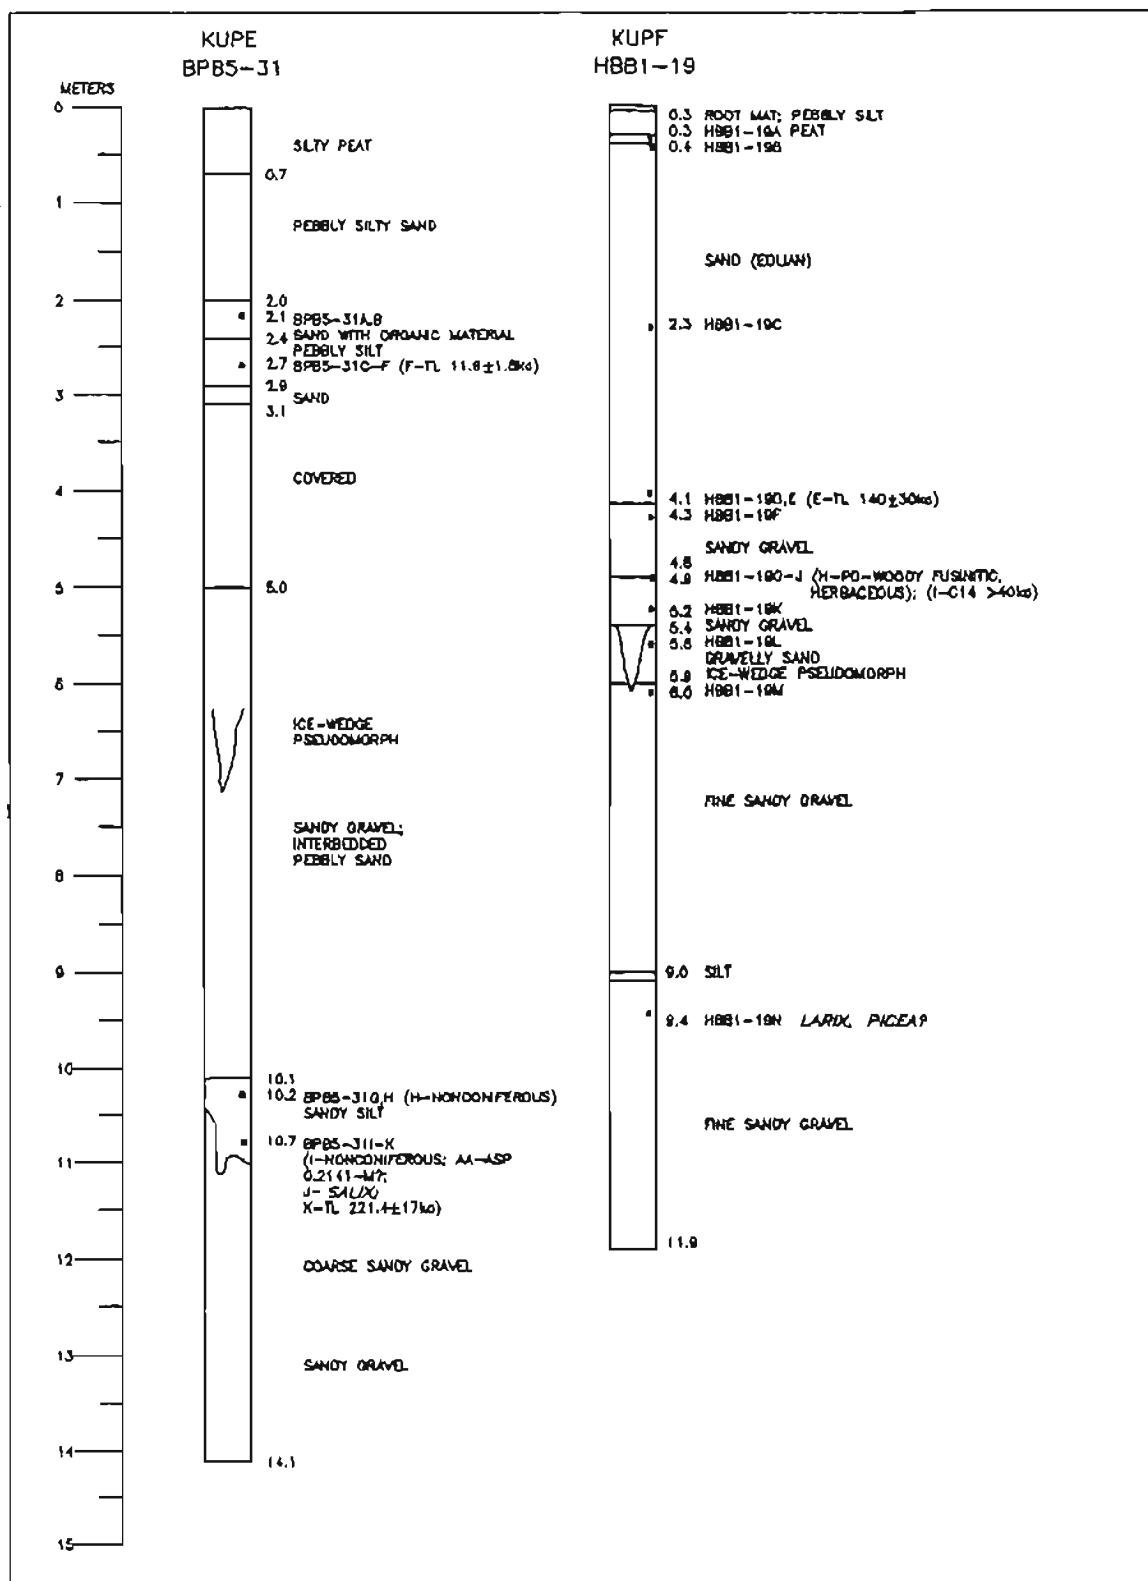 KUPE
BPB5-31
KUPF
HBB1-19
METERS
0
1
2
3
4
5
6
7
8
9
10
11
12
13
14
15
SILTY PEAT
0.7
PEBBLY SILTY SAND
2.0
2.1 BPB5-31A,B
2.4 SAND WITH ORGANIC MATERIAL
PEBBLY SILT
2.7 BPB5-31C-F (F-TL 11.8±1.8ka)
2.9
SAND
3.1
COVERED
5.0
ICE-WEDGE
PSEUDOMORPH
SANDY GRAVEL;
INTERBEDDED
PEBBLY SAND
10.1
10.2 BPB5-31G,H (H-NONCONIFEROUS)
SANDY SILT
10.7 BPB5-31I-K
(I-NONCONIFEROUS; AA-ASP
0.2141-M?;
J- SALIX;
K-TL 221.4±17ka)
COARSE SANDY GRAVEL
SANDY GRAVEL
14.1
0.3 ROOT MAT; PEBBLY SILT
0.3 HBB1-19A PEAT
0.4 HBB1-19B
SAND (EOLIAN)
2.3 HBB1-19C
4.1 HBB1-19D,E (E-TL 140±30ka)
4.3 HBB1-19F
SANDY GRAVEL
4.8
4.9 HBB1-19G-J (H-PD-WOODY FUSINITIC,
HERBACEOUS); (I-C14 >40ka)
5.2 HBB1-19K
5.4 SANDY GRAVEL
5.6 HBB1-19L
GRAVELLY SAND
5.9 ICE-WEDGE PSEUDOMORPH
6.0 HBB1-19M
FINE SANDY GRAVEL
9.0 SILT
9.4 HBB1-19N LARIX, PICEA?
FINE SANDY GRAVEL
11.9